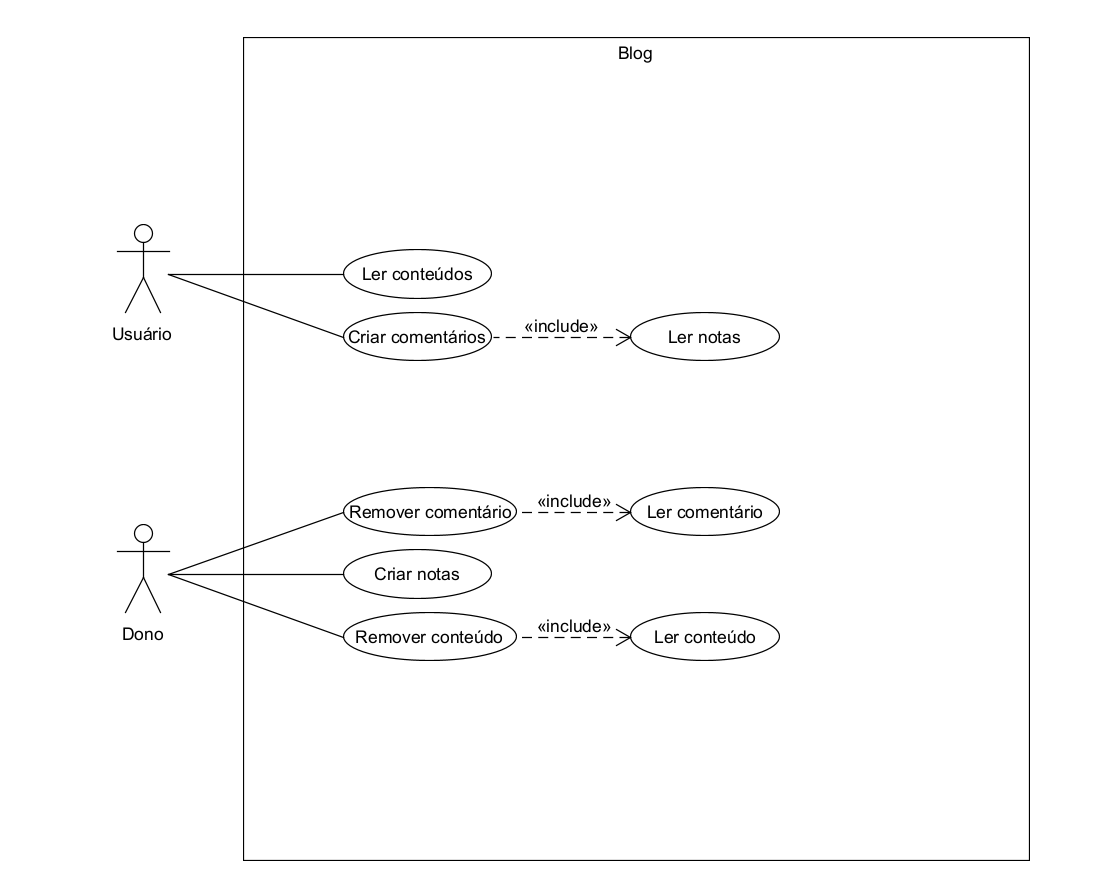 Blog
Ler conteúdos
Usuário
Criar comentários
«include»
Ler notas
Remover comentário
«include»
Ler comentário
Criar notas
Dono
Remover conteúdo
«include»
Ler conteúdo